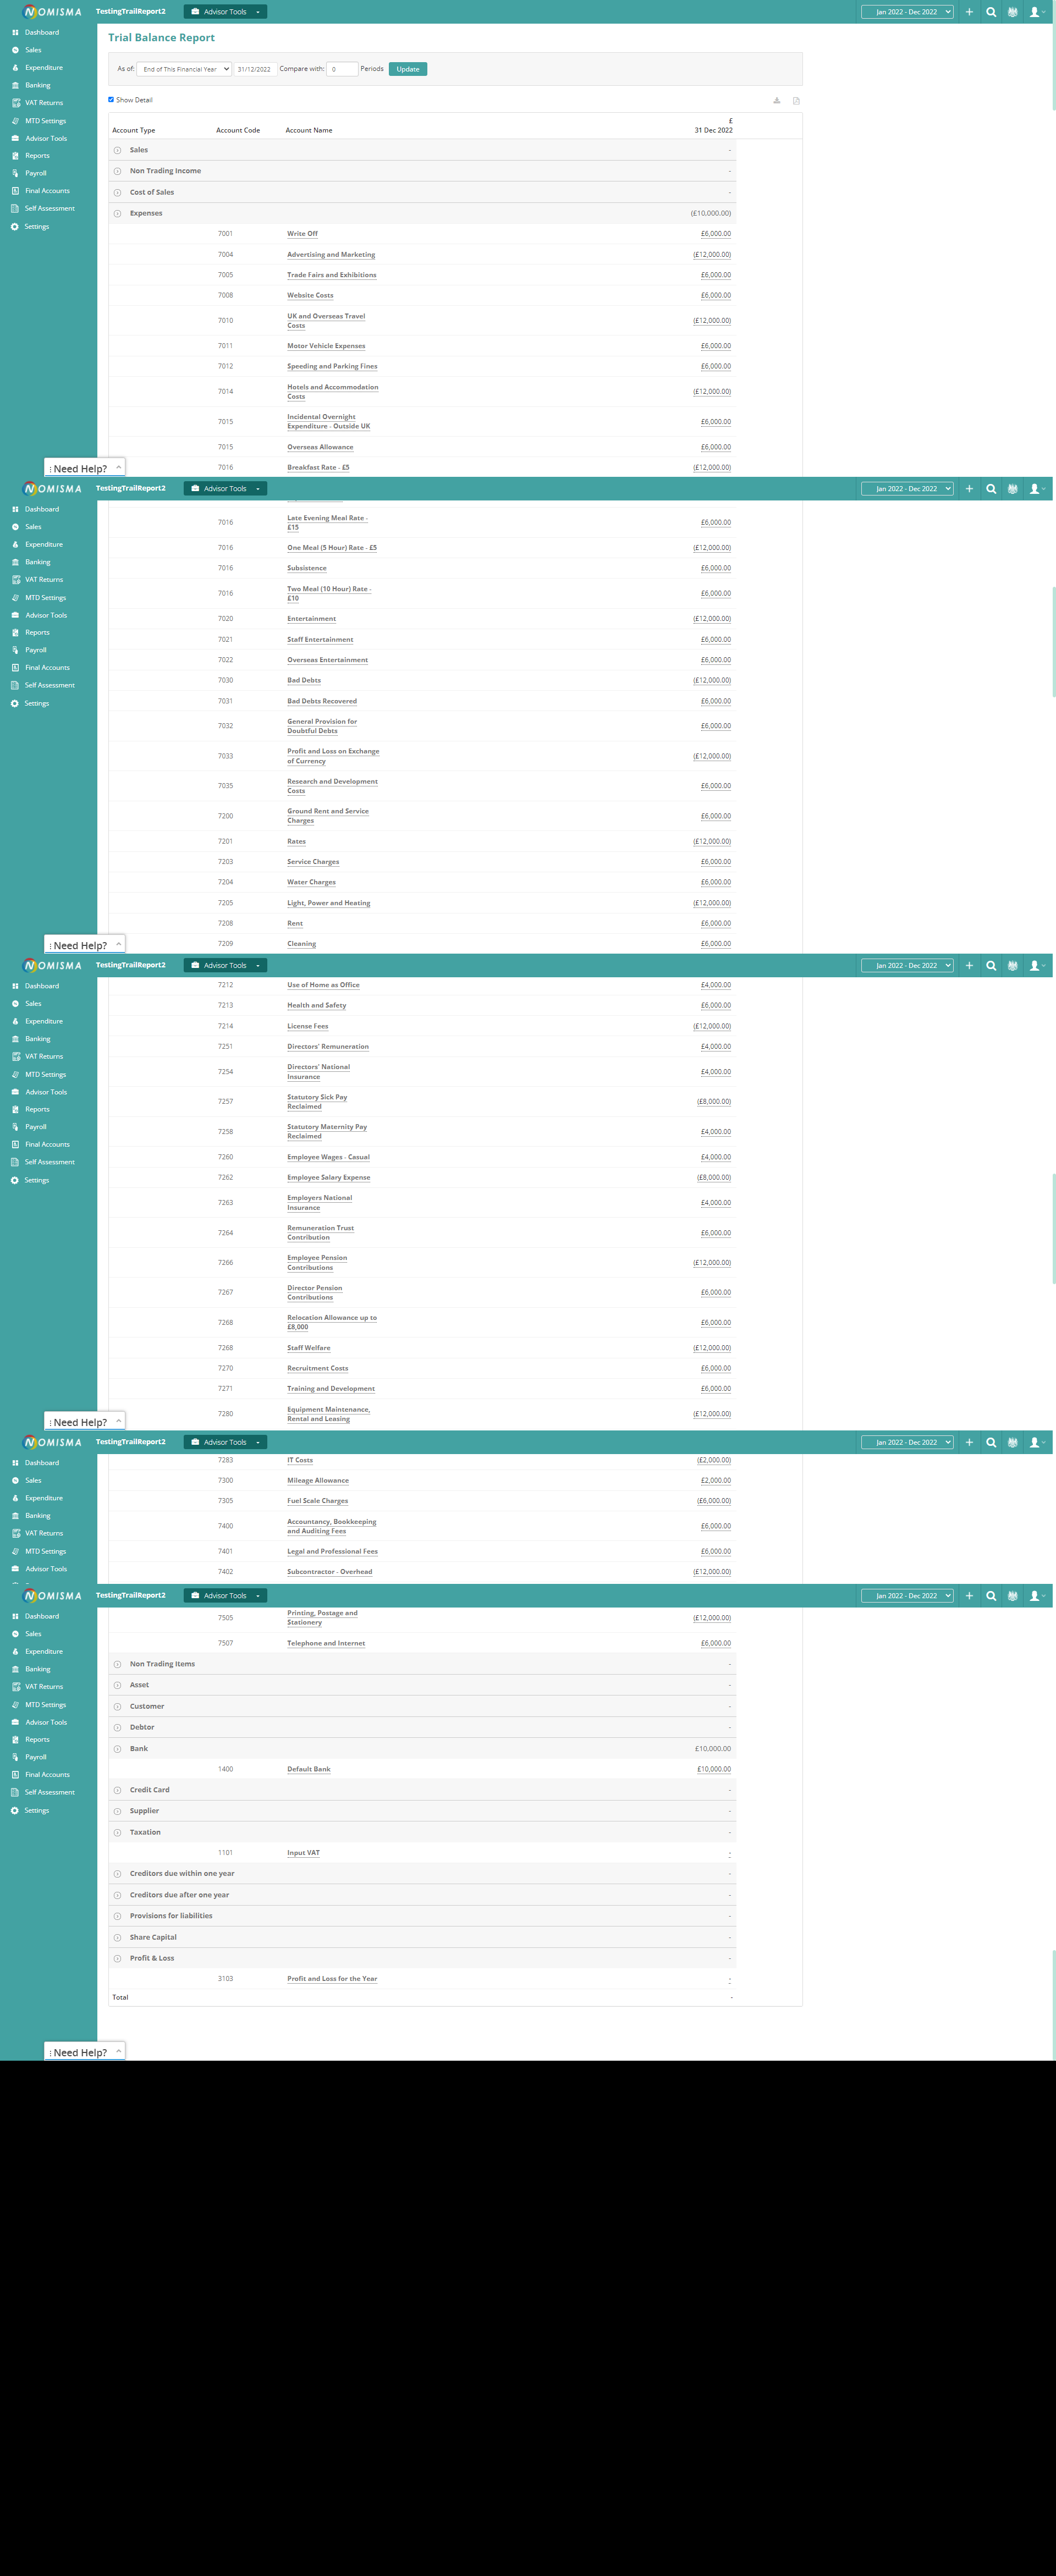 NOMISMA TestingTrailReport2 Advisor Tools Jan 2022 - Dec 2022
Dashboard
Sales
Expenditure
Banking
VAT Returns
MTD Settings
Advisor Tools
Reports
Payroll
Final Accounts
Self Assessment
Settings
Trial Balance Report
As of: End of This Financial Year 31/12/2022 Compare with: 0 Periods Update
Show Detail
£
Account Type Account Code Account Name 31 Dec 2022
Sales -
Non Trading Income -
Cost of Sales -
Expenses (£10,000.00)
7001 Write Off £6,000.00
7004 Advertising and Marketing (£12,000.00)
7005 Trade Fairs and Exhibitions £6,000.00
7008 Website Costs £6,000.00
7010 UK and Overseas Travel (£12,000.00)
Costs
7011 Motor Vehicle Expenses £6,000.00
7012 Speeding and Parking Fines £6,000.00
7014 Hotels and Accommodation (£12,000.00)
Costs
7015 Incidental Overnight £6,000.00
Expenditure - Outside UK
7015 Overseas Allowance £6,000.00
7016 Breakfast Rate - £5 (£12,000.00)
Need Help?
NOMISMA TestingTrailReport2 Advisor Tools Jan 2022 - Dec 2022
Dashboard
Sales
Expenditure
Banking
VAT Returns
MTD Settings
Advisor Tools
Reports
Payroll
Final Accounts
Self Assessment
Settings
7016 Late Evening Meal Rate - £6,000.00
£15
7016 One Meal (5 Hour) Rate - £5 (£12,000.00)
7016 Subsistence £6,000.00
7016 Two Meal (10 Hour) Rate - £6,000.00
£10
7020 Entertainment (£12,000.00)
7021 Staff Entertainment £6,000.00
7022 Overseas Entertainment £6,000.00
7030 Bad Debts (£12,000.00)
7031 Bad Debts Recovered £6,000.00
7032 General Provision for £6,000.00
Doubtful Debts
7033 Profit and Loss on Exchange (£12,000.00)
of Currency
7035 Research and Development £6,000.00
Costs
7200 Ground Rent and Service £6,000.00
Charges
7201 Rates (£12,000.00)
7203 Service Charges £6,000.00
7204 Water Charges £6,000.00
7205 Light, Power and Heating (£12,000.00)
7208 Rent £6,000.00
7209 Cleaning £6,000.00
Need Help?
NOMISMA TestingTrailReport2 Advisor Tools Jan 2022 - Dec 2022
Dashboard
Sales
Expenditure
Banking
VAT Returns
MTD Settings
Advisor Tools
Reports
Payroll
Final Accounts
Self Assessment
Settings
7212 Use of Home as Office £4,000.00
7213 Health and Safety £6,000.00
7214 License Fees (£12,000.00)
7251 Directors' Remuneration £4,000.00
7254 Directors' National £4,000.00
Insurance
7257 Statutory Sick Pay (£8,000.00)
Reclaimed
7258 Statutory Maternity Pay £4,000.00
Reclaimed
7260 Employee Wages - Casual £4,000.00
7262 Employee Salary Expense (£8,000.00)
7263 Employers National £4,000.00
Insurance
7264 Remuneration Trust £6,000.00
Contribution
7266 Employee Pension (£12,000.00)
Contributions
7267 Director Pension £6,000.00
Contributions
7268 Relocation Allowance up to £6,000.00
£8,000
7268 Staff Welfare (£12,000.00)
7270 Recruitment Costs £6,000.00
7271 Training and Development £6,000.00
7280 Equipment Maintenance, (£12,000.00)
Rental and Leasing
Need Help?
NOMISMA TestingTrailReport2 Advisor Tools Jan 2022 - Dec 2022
Dashboard
Sales
Expenditure
Banking
VAT Returns
MTD Settings
Advisor Tools
7283 IT Costs (£2,000.00)
7300 Mileage Allowance £2,000.00
7305 Fuel Scale Charges (£6,000.00)
7400 Accountancy, Bookkeeping £6,000.00
and Auditing Fees
7401 Legal and Professional Fees £6,000.00
7402 Subcontractor - Overhead (£12,000.00)
NOMISMA TestingTrailReport2 Advisor Tools Jan 2022 - Dec 2022
Dashboard
Sales
Expenditure
Banking
VAT Returns
MTD Settings
Advisor Tools
Reports
Payroll
Final Accounts
Self Assessment
Settings
7505 Printing, Postage and (£12,000.00)
Stationery
7507 Telephone and Internet £6,000.00
Non Trading Items -
Asset -
Customer -
Debtor -
Bank £10,000.00
1400 Default Bank £10,000.00
Credit Card -
Supplier -
Taxation -
1101 Input VAT -
Creditors due within one year -
Creditors due after one year -
Provisions for liabilities -
Share Capital -
Profit & Loss -
3103 Profit and Loss for the Year -
Total -
Need Help?